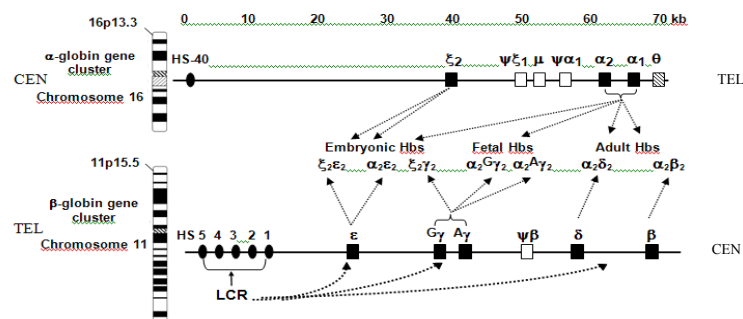 16p13.3 0 10 20 30 40 50 60 70 kb
α-globin gene cluster
HS-40 ξ2 ψξ1 μ ψα1 α2 α1 θ
CEN TEL
Chromosome 16
Embryonic Hbs Fetal Hbs Adult Hbs
11p15.5
ξ2ε2 α2ε2 ξ2γ2 α2Gγ2 α2Aγ2 α2δ2 α2β2
β-globin gene cluster
TEL
HS 5 4 3 2 1 ε Gγ Aγ ψβ δ β
Chromosome 11
CEN
LCR